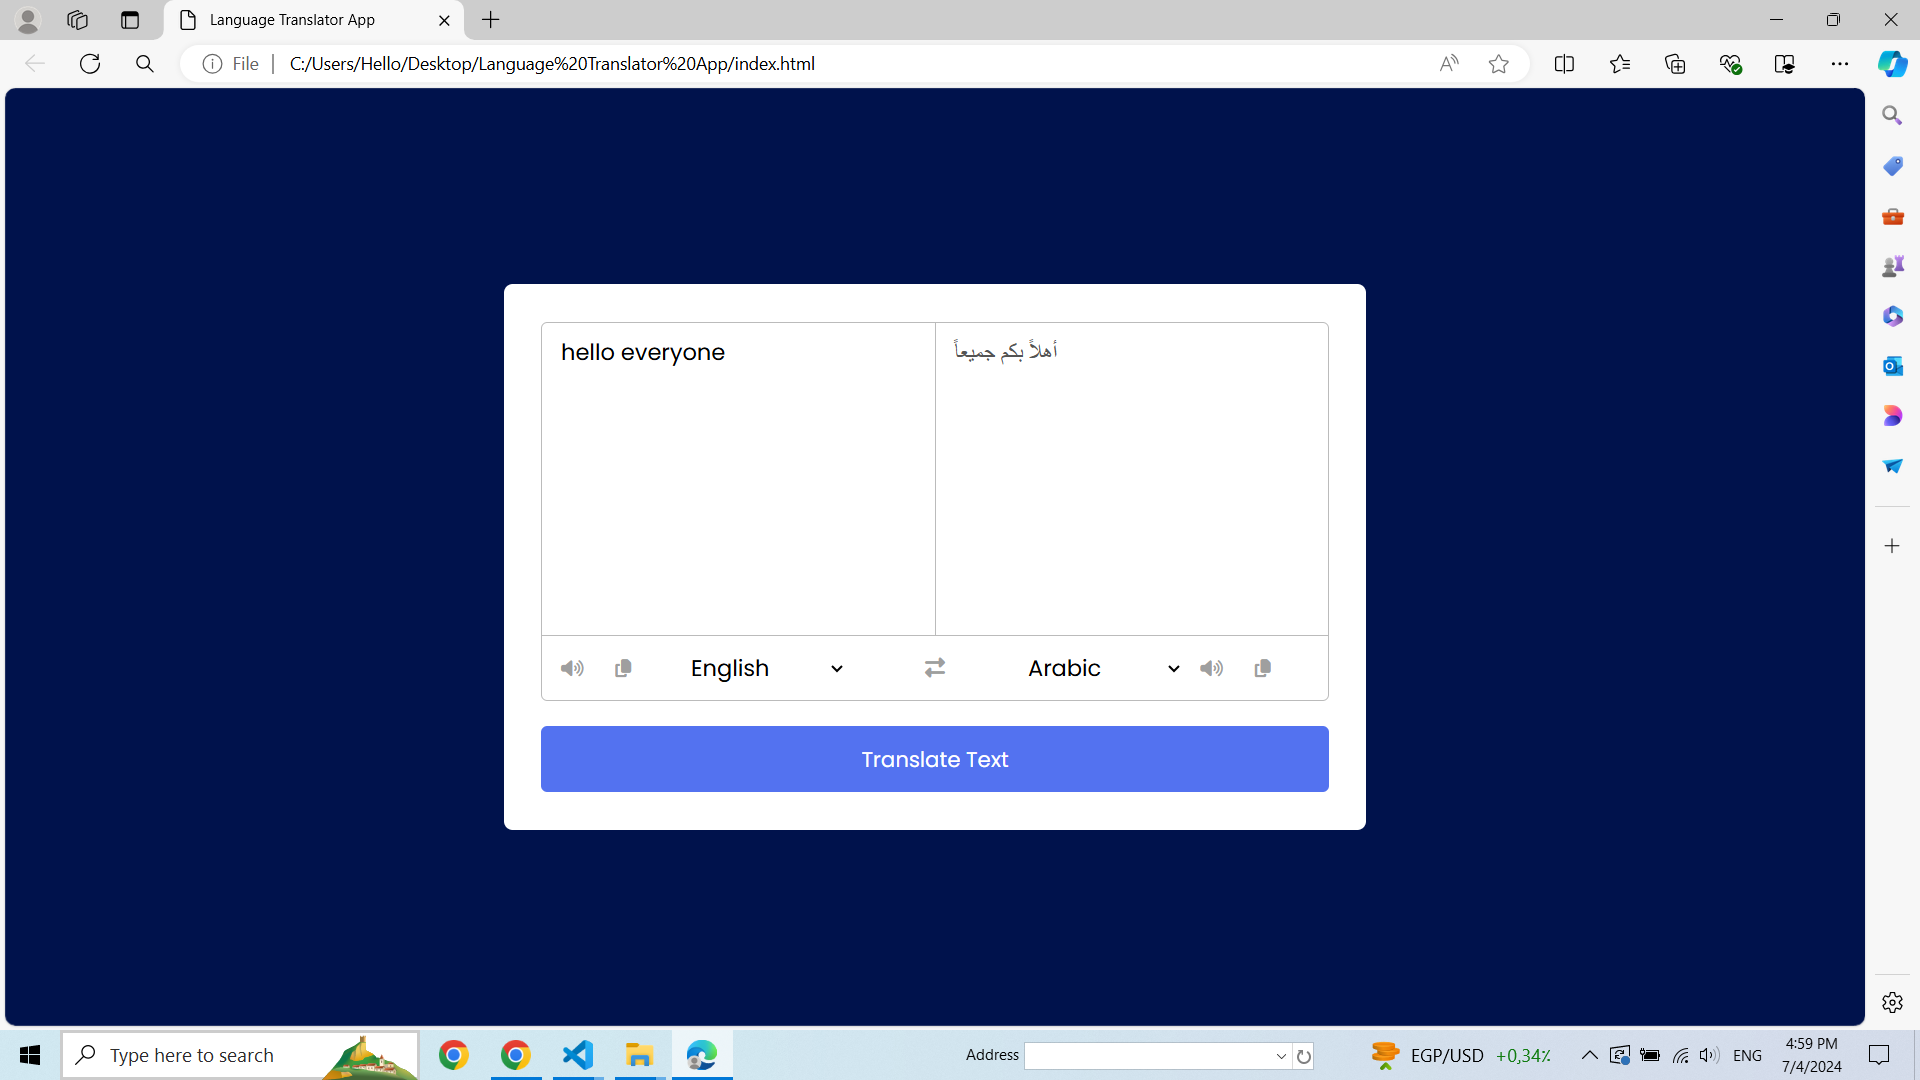 Language Translator App
File
C:/Users/Hello/Desktop/Language%20Translator%20App/index.html
hello everyone
أهلاً بكم جميعاً
English
Arabic
Translate Text
Type here to search
Address
EGP/USD +0,34٪
ENG
4:59 PM
7/4/2024